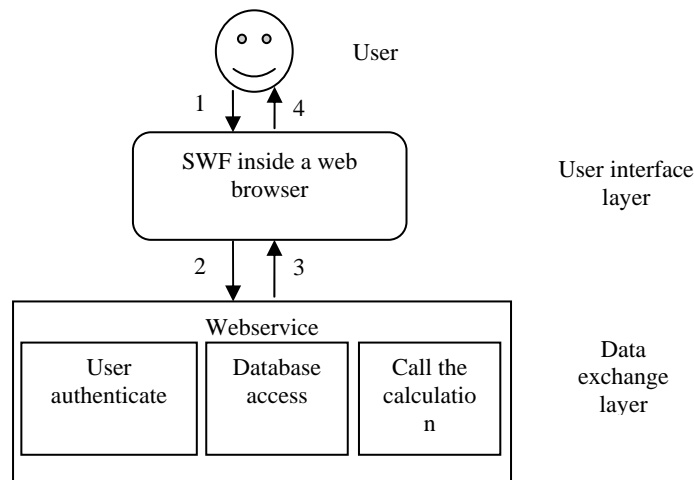 User
1
4
SWF inside a web
browser
User interface
layer
2
3
Webservice
User
authenticate
Database
access
Call the
calculatio
n
Data
exchange
layer